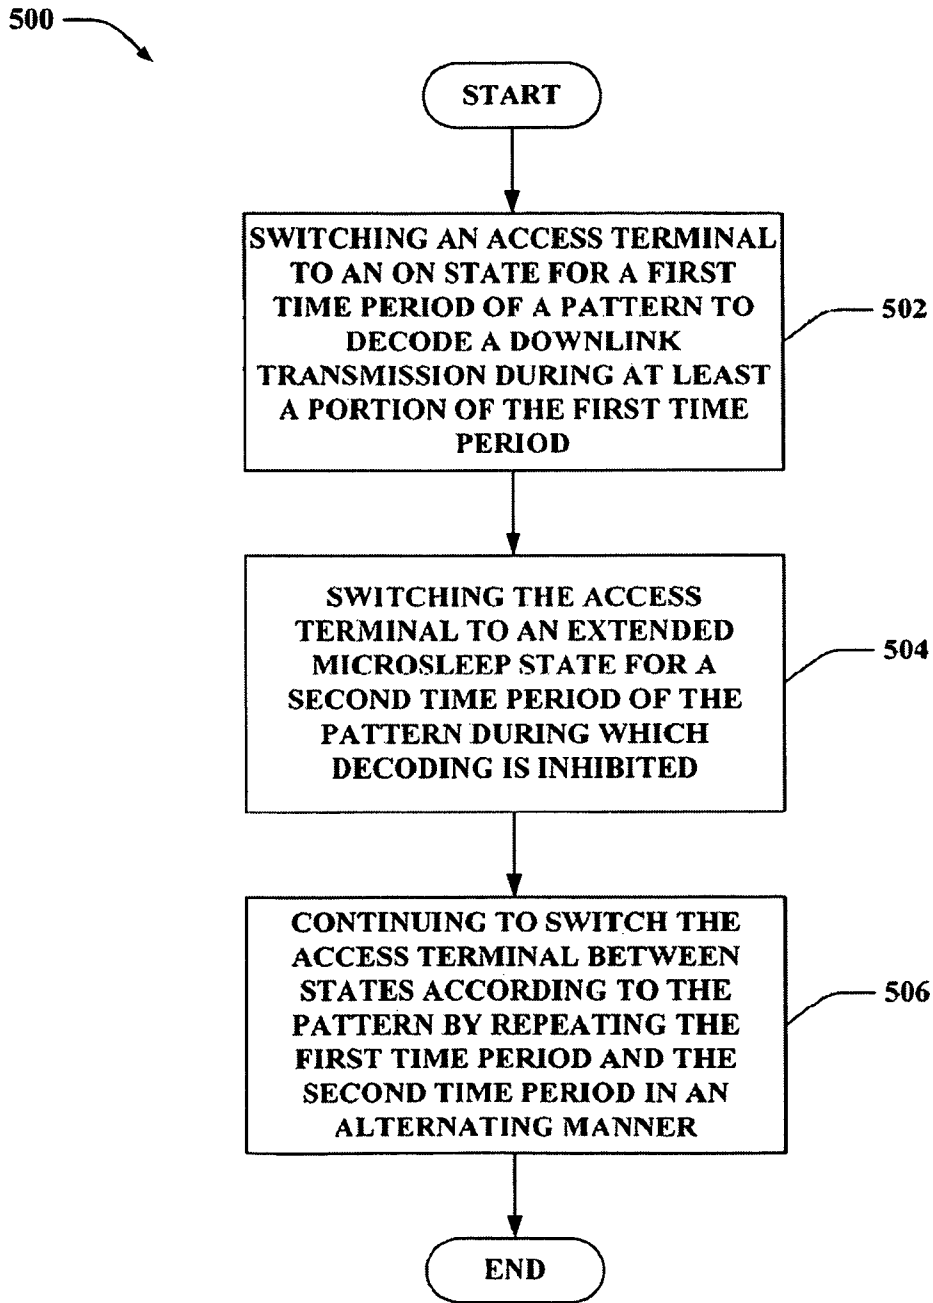 500
START
SWITCHING AN ACCESS TERMINAL
TO AN ON STATE FOR A FIRST
TIME PERIOD OF A PATTERN TO
DECODE A DOWNLINK
TRANSMISSION DURING AT LEAST
A PORTION OF THE FIRST TIME
PERIOD
502
SWITCHING THE ACCESS
TERMINAL TO AN EXTENDED
MICROSLEEP STATE FOR A
SECOND TIME PERIOD OF THE
PATTERN DURING WHICH
DECODING IS INHIBITED
504
CONTINUING TO SWITCH THE
ACCESS TERMINAL BETWEEN
STATES ACCORDING TO THE
PATTERN BY REPEATING THE
FIRST TIME PERIOD AND THE
SECOND TIME PERIOD IN AN
ALTERNATING MANNER
506
END